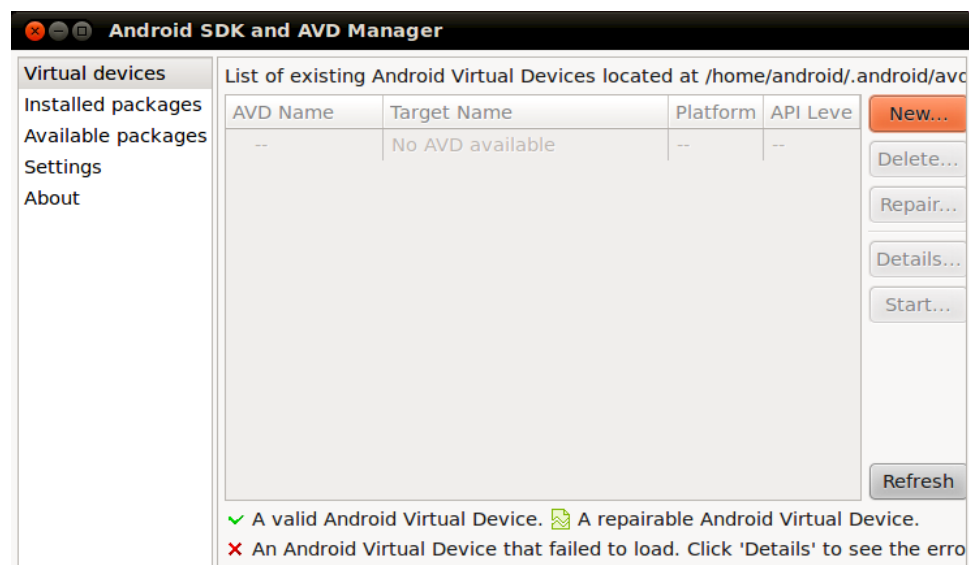 Android SDK and AVD Manager
Virtual devices
Installed packages
Available packages
Settings
About
List of existing Android Virtual Devices located at /home/android/.android/avd
AVD Name Target Name Platform API Leve
-- No AVD available -- --
New...
Delete...
Repair...
Details...
Start...
Refresh
A valid Android Virtual Device. A repairable Android Virtual Device.
An Android Virtual Device that failed to load. Click 'Details' to see the erro